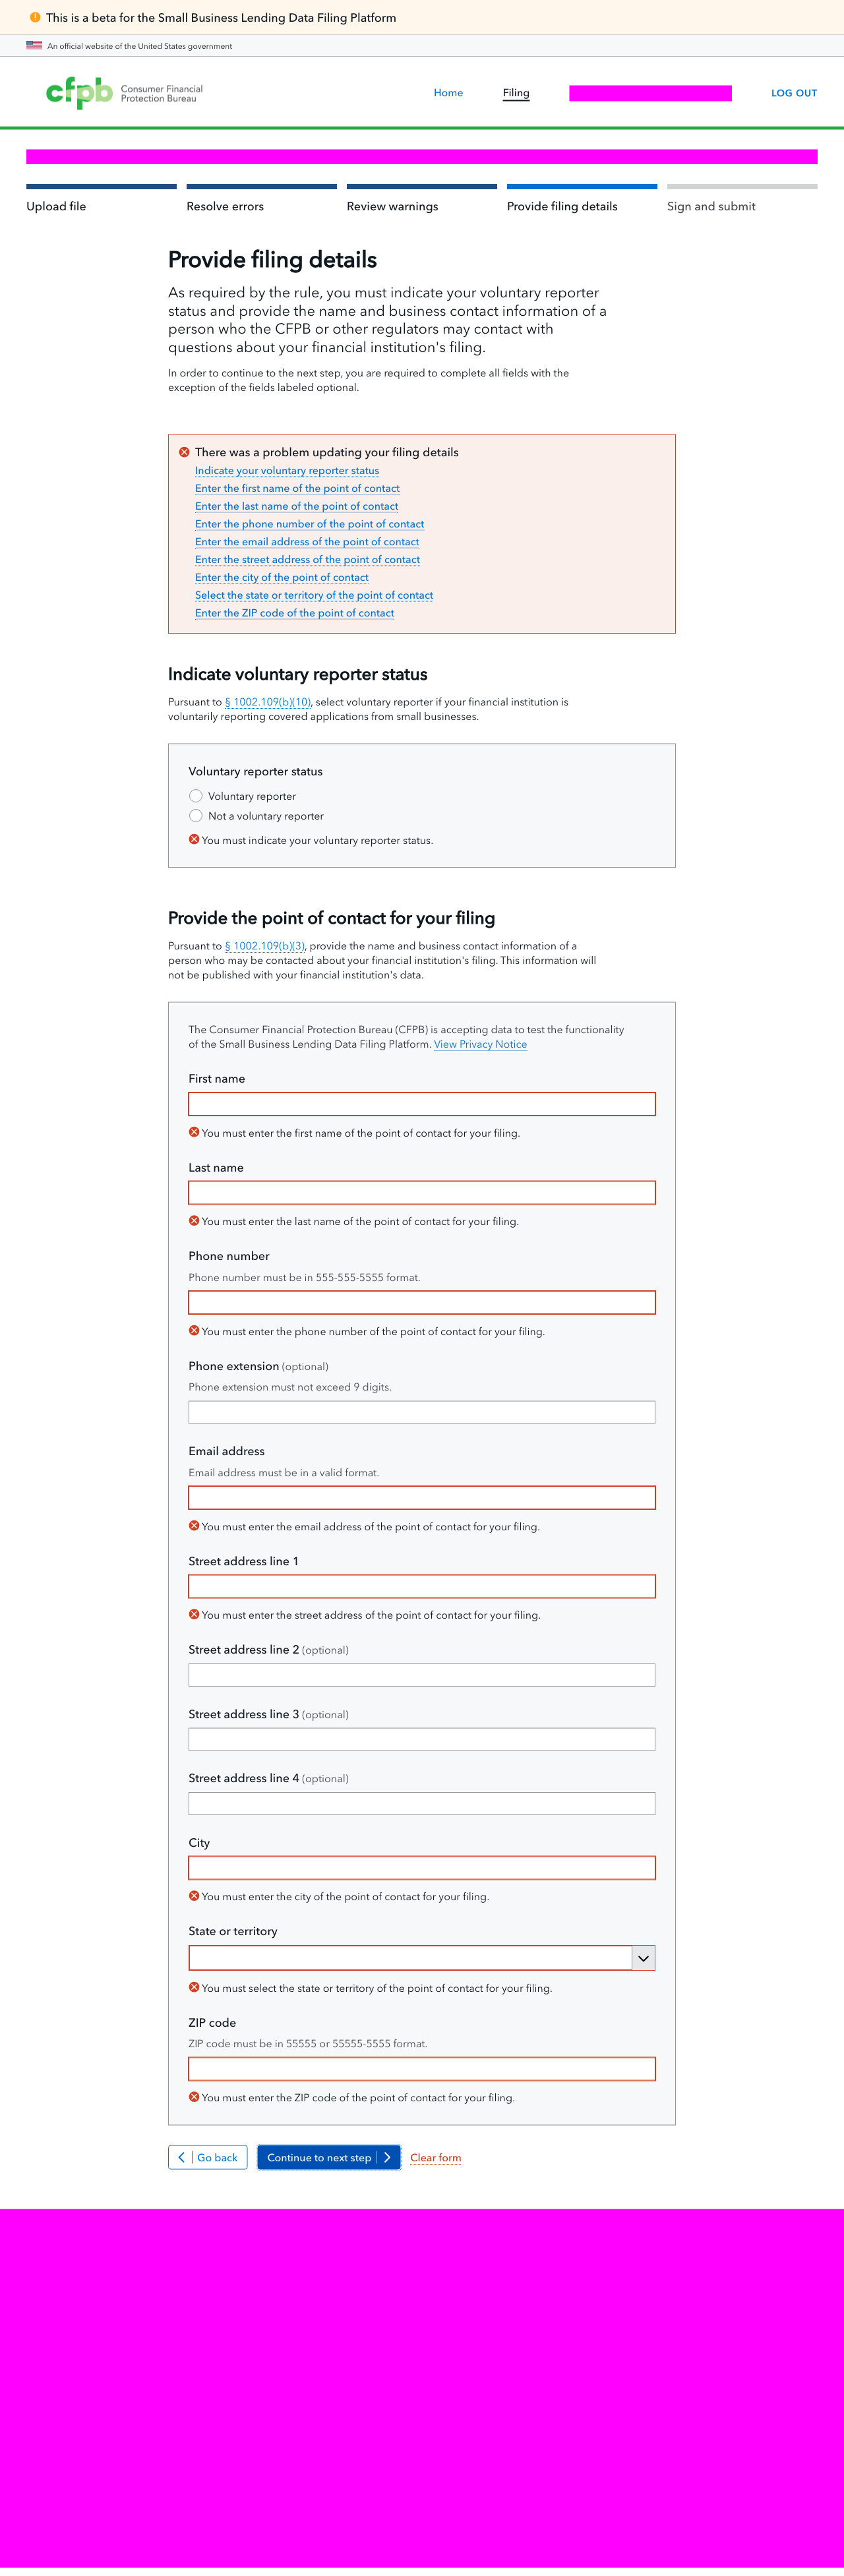 This is a beta for the Small Business Lending Data Filing Platform
An official website of the United States government
cfpb
Consumer Financial
Protection Bureau
Home
Filing
LOG OUT
Upload file
Resolve errors
Review warnings
Provide filing details
Sign and submit
Provide filing details
As required by the rule, you must indicate your voluntary reporter
status and provide the name and business contact information of a
person who the CFPB or other regulators may contact with
questions about your financial institution's filing.
In order to continue to the next step, you are required to complete all fields with the
exception of the fields labeled optional.
There was a problem updating your filing details
Indicate your voluntary reporter status
Enter the first name of the point of contact
Enter the last name of the point of contact
Enter the phone number of the point of contact
Enter the email address of the point of contact
Enter the street address of the point of contact
Enter the city of the point of contact
Select the state or territory of the point of contact
Enter the ZIP code of the point of contact
Indicate voluntary reporter status
Pursuant to § 1002.109(b)(10), select voluntary reporter if your financial institution is
voluntarily reporting covered applications from small businesses.
Voluntary reporter status
Voluntary reporter
Not a voluntary reporter
You must indicate your voluntary reporter status.
Provide the point of contact for your filing
Pursuant to § 1002.109(b)(3), provide the name and business contact information of a
person who may be contacted about your financial institution's filing. This information will
not be published with your financial institution's data.
The Consumer Financial Protection Bureau (CFPB) is accepting data to test the functionality
of the Small Business Lending Data Filing Platform. View Privacy Notice
First name
You must enter the first name of the point of contact for your filing.
Last name
You must enter the last name of the point of contact for your filing.
Phone number
Phone number must be in 555-555-5555 format.
You must enter the phone number of the point of contact for your filing.
Phone extension (optional)
Phone extension must not exceed 9 digits.
Email address
Email address must be in a valid format.
You must enter the email address of the point of contact for your filing.
Street address line 1
You must enter the street address of the point of contact for your filing.
Street address line 2 (optional)
Street address line 3 (optional)
Street address line 4 (optional)
City
You must enter the city of the point of contact for your filing.
State or territory
You must select the state or territory of the point of contact for your filing.
ZIP code
ZIP code must be in 55555 or 55555-5555 format.
You must enter the ZIP code of the point of contact for your filing.
Go back
Continue to next step
Clear form